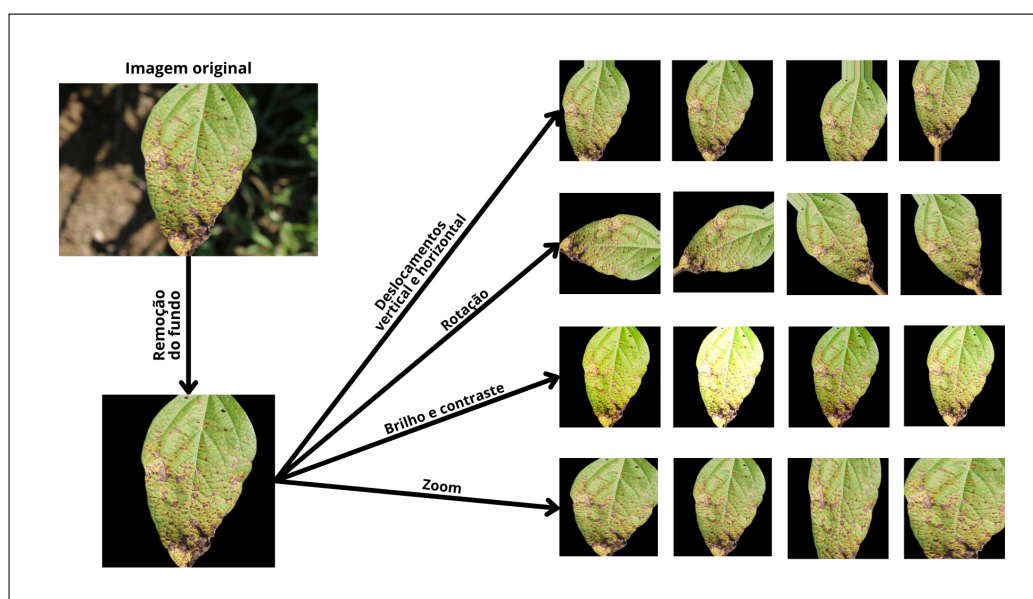 Imagem original
Remoção
do fundo
Deslocamentos
vertical e horizontal
Rotação
Brilho e contraste
Zoom